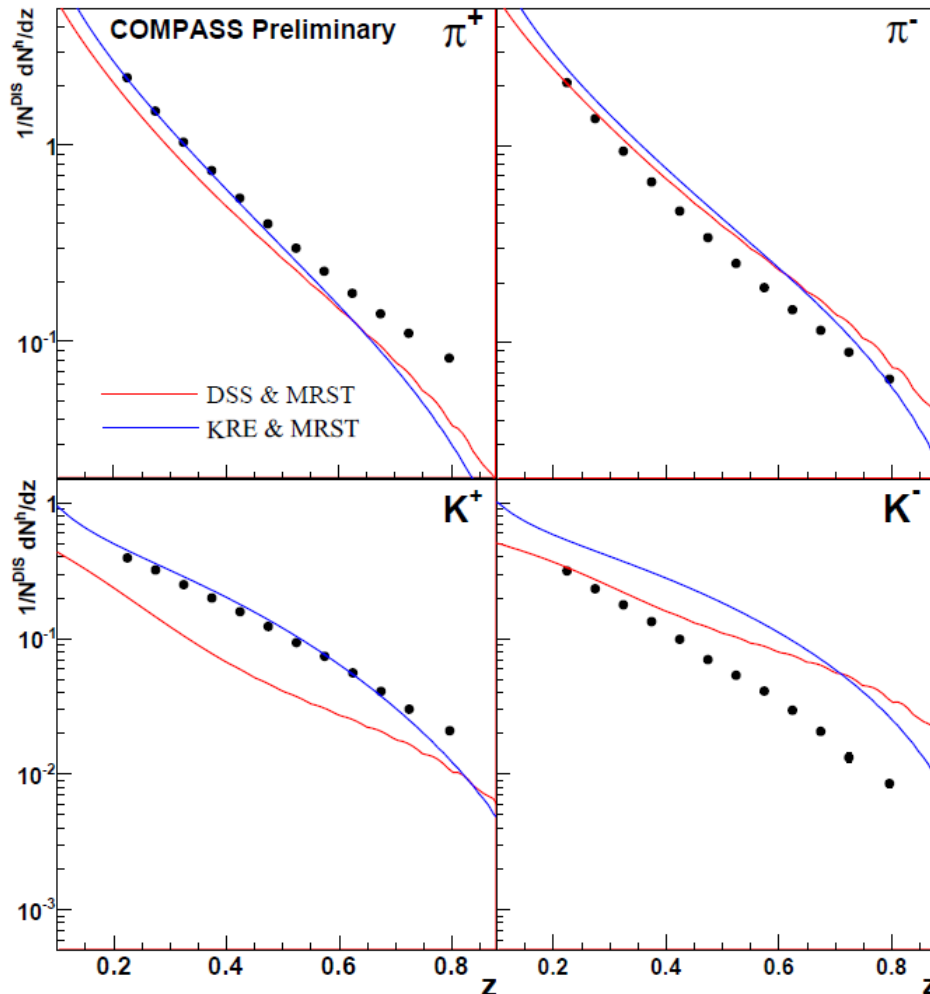 COMPASS Preliminary
π+
π-
1/N^DIS dN^h/dz
1
10^-1
DSS & MRST
KRE & MRST
K+
K-
1/N^DIS dN^h/dz
1
10^-1
10^-2
10^-3
0.2 0.4 0.6 0.8
z
0.2 0.4 0.6 0.8
z